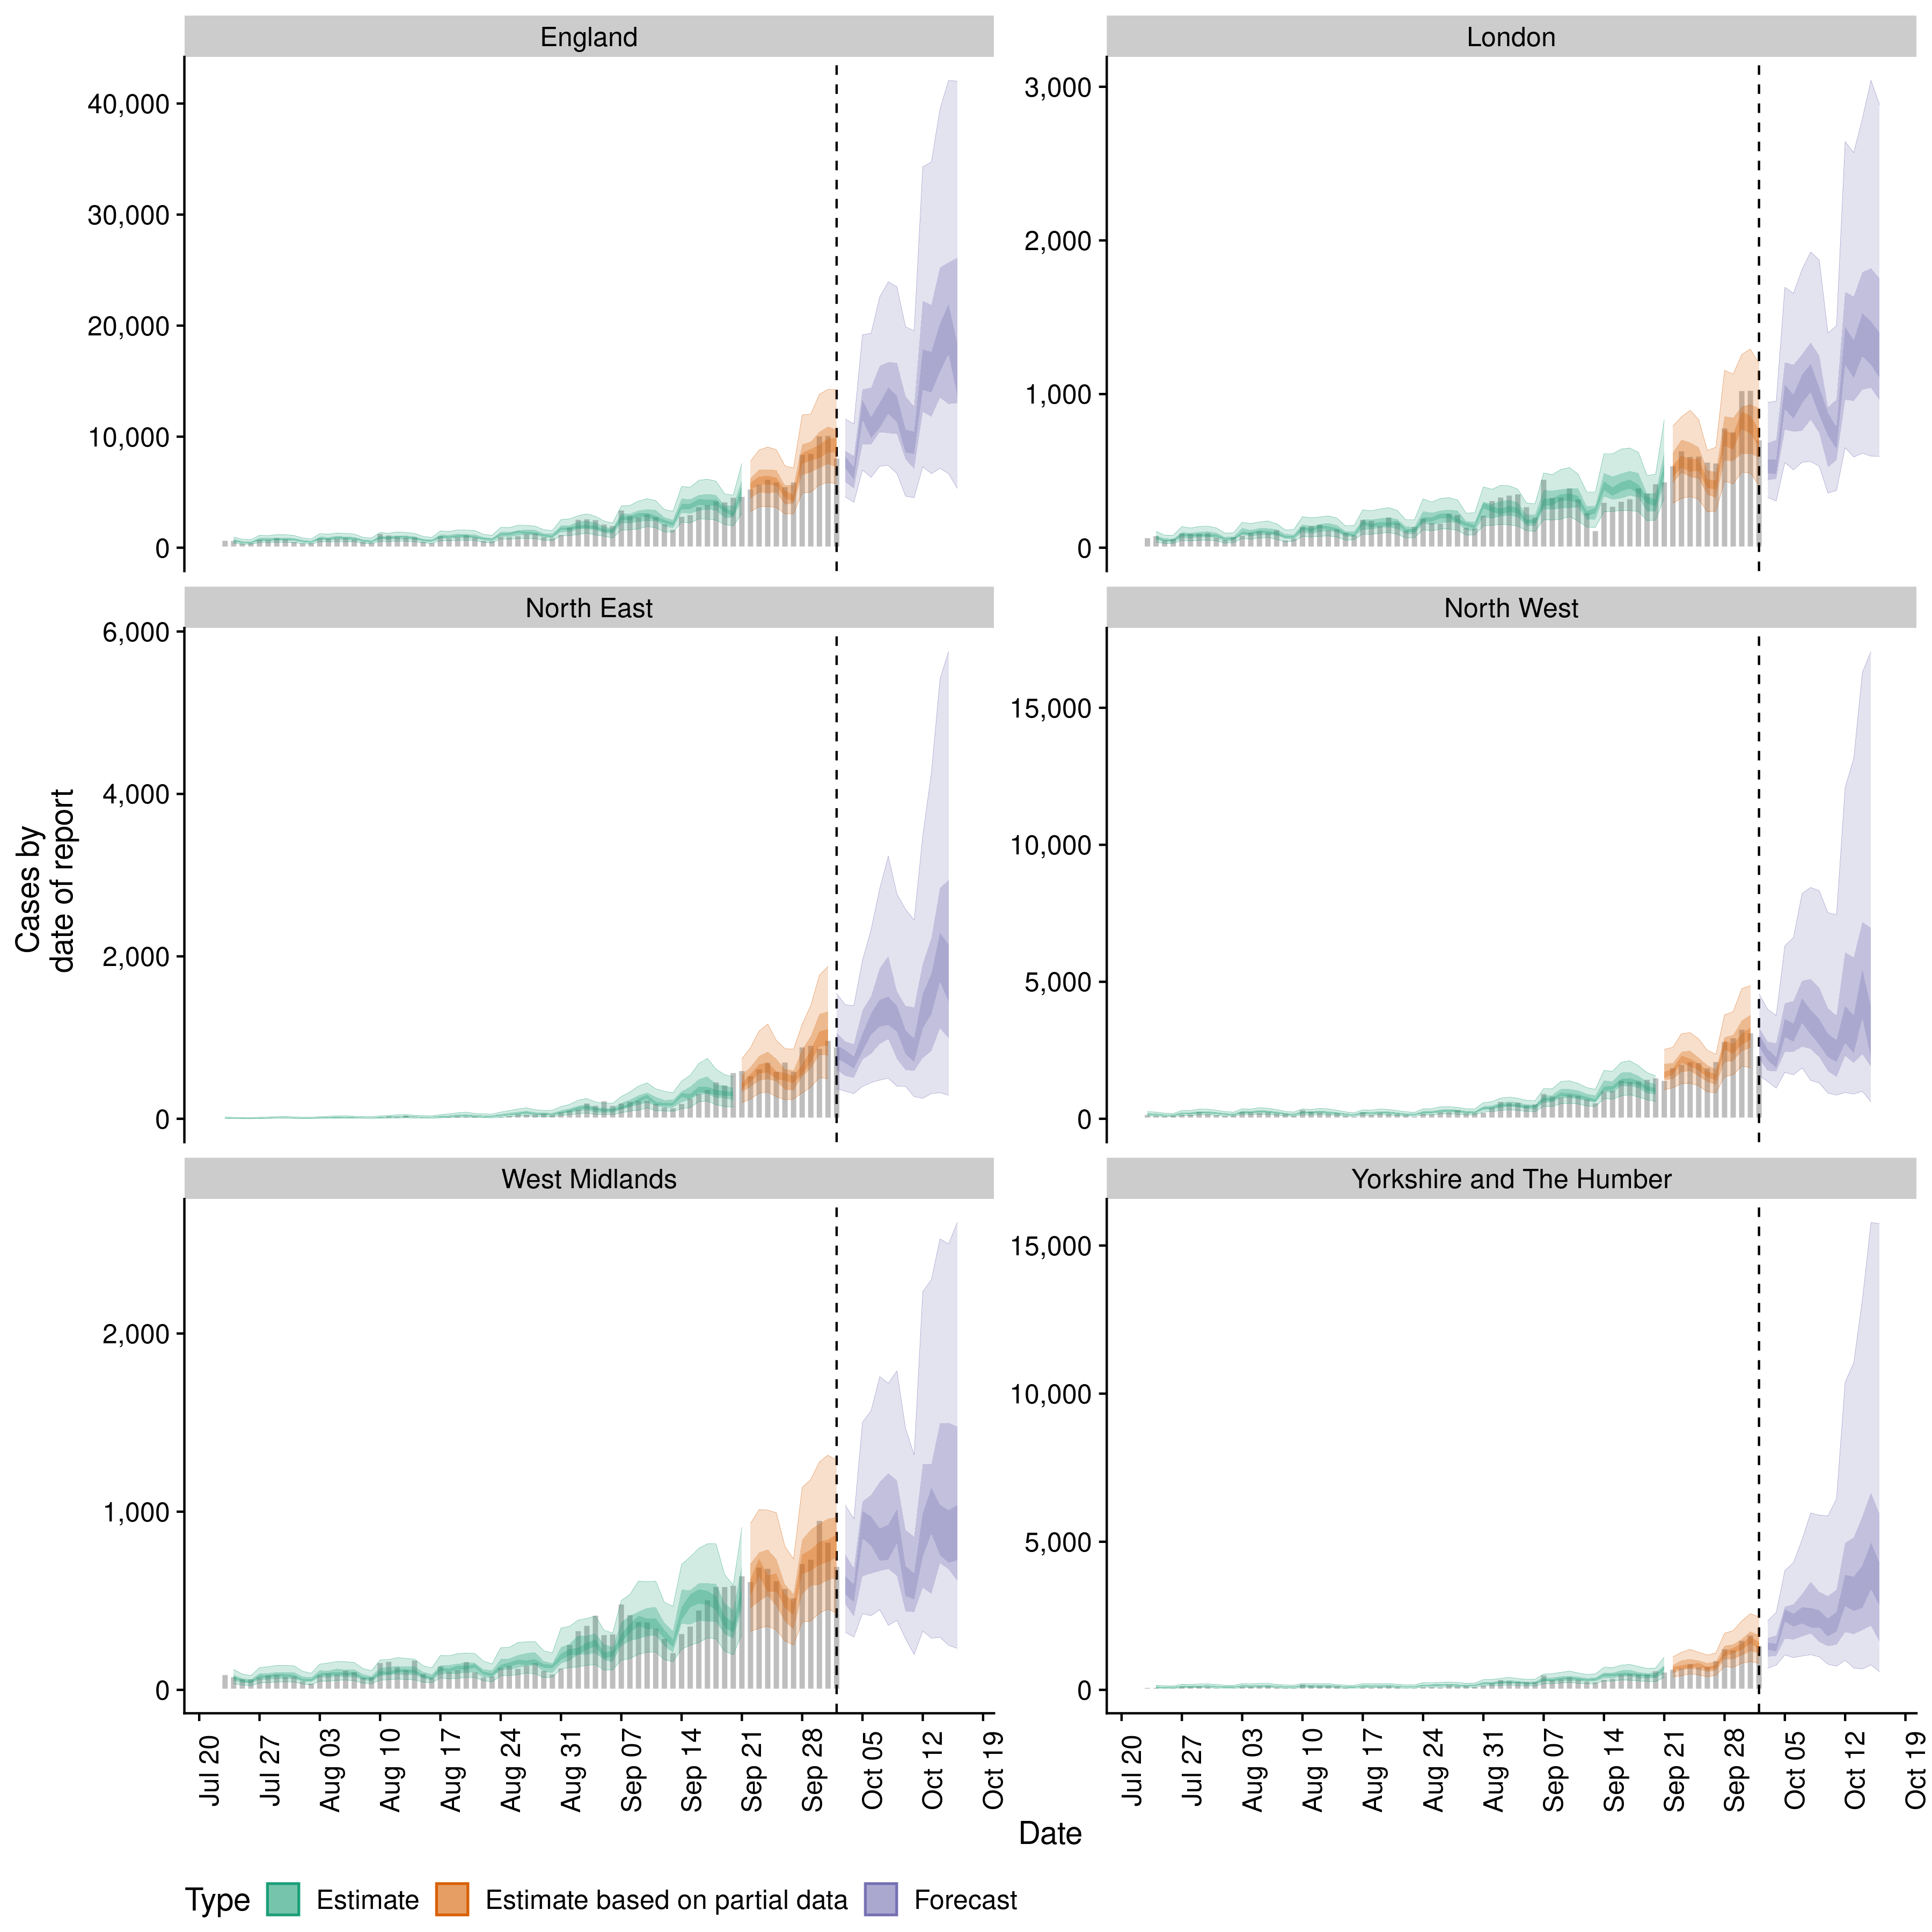 England
London
40,000
30,000
20,000
10,000
0
3,000
2,000
1,000
0
North East
North West
6,000
4,000
2,000
0
15,000
10,000
5,000
0
West Midlands
Yorkshire and The Humber
2,000
1,000
0
15,000
10,000
5,000
0
Cases by
date of report
Jul 20
Jul 27
Aug 03
Aug 10
Aug 17
Aug 24
Aug 31
Sep 07
Sep 14
Sep 21
Sep 28
Oct 05
Oct 12
Oct 19
Jul 20
Jul 27
Aug 03
Aug 10
Aug 17
Aug 24
Aug 31
Sep 07
Sep 14
Sep 21
Sep 28
Oct 05
Oct 12
Oct 19
Date
Type Estimate Estimate based on partial data Forecast